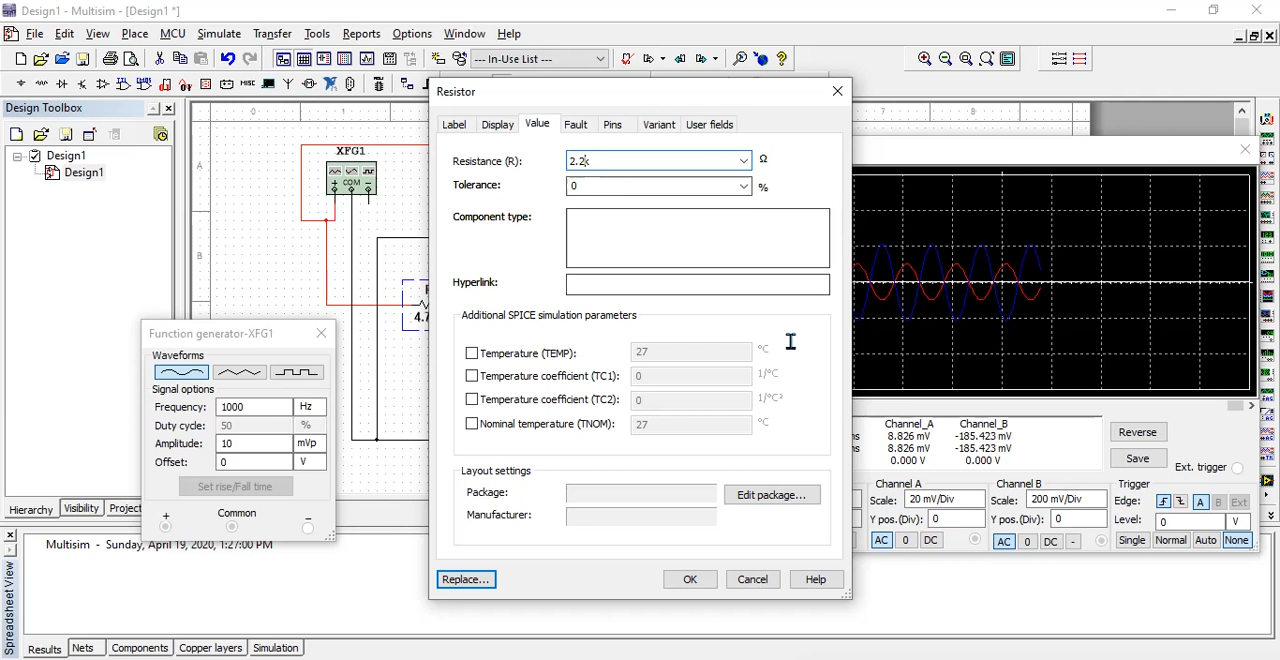 Design1 - Multisim - [Design1 *]
File Edit View Place MCU Simulate Transfer Tools Reports Options Window Help
--- In-Use List ---
MISC
Design Toolbox
Design1
Design1
Hierarchy Visibility Project
0 1 7 8
A
B
XFG1
COM
4.7
Function generator-XFG1
Waveforms
Signal options
Frequency: 1000 Hz
Duty cycle: 50 %
Amplitude: 10 mVp
Offset: 0 V
Set rise/Fall time
+ Common −
Resistor
Label Display Value Fault Pins Variant User fields
Resistance (R): 2.2k Ω
Tolerance: 0 %
Component type:
Hyperlink:
Additional SPICE simulation parameters
Temperature (TEMP): 27 °C
Temperature coefficient (TC1): 0 1/°C
Temperature coefficient (TC2): 0 1/°C²
Nominal temperature (TNOM): 27 °C
Layout settings
Package: Edit package...
Manufacturer:
Replace... OK Cancel Help
Channel_A Channel_B
8.826 mV -185.423 mV
8.826 mV -185.423 mV
0.000 V 0.000 V
Reverse
Save
Ext. trigger
Channel A
Scale: 20 mV/Div
Y pos.(Div): 0
AC 0 DC
Channel B
Scale: 200 mV/Div
Y pos.(Div): 0
AC 0 DC -
Trigger
Edge: A B Ext
Level: 0 V
Single Normal Auto None
Spreadsheet View
Multisim - Sunday, April 19, 2020, 1:27:00 PM
Results Nets Components Copper layers Simulation